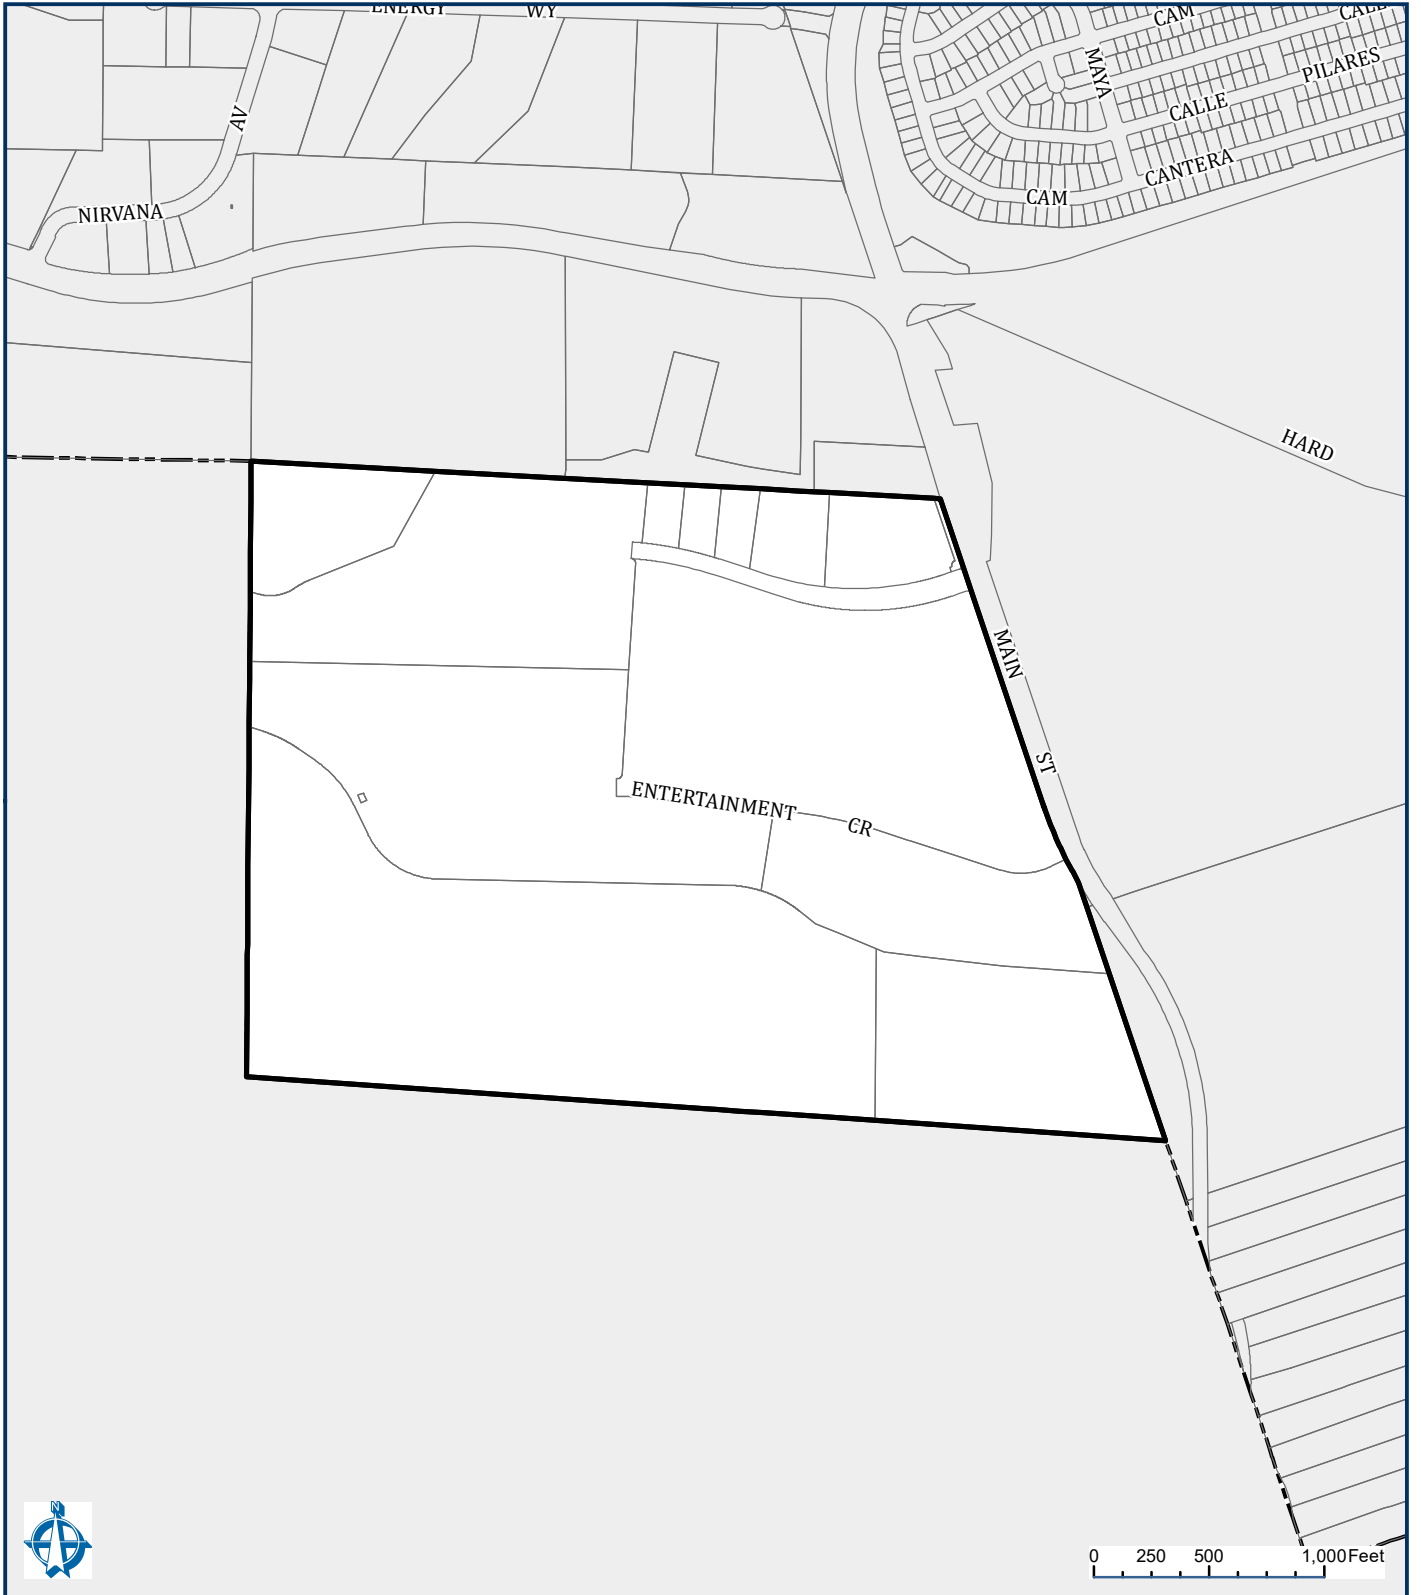 ENERGY WY
CAM
CALL
MAYA
PILARES
AV
CALLE
CANTERA
NIRVANA
CAM
HARD
MAIN
ST
ENTERTAINMENT CR
N
0 250 500 1,000 Feet